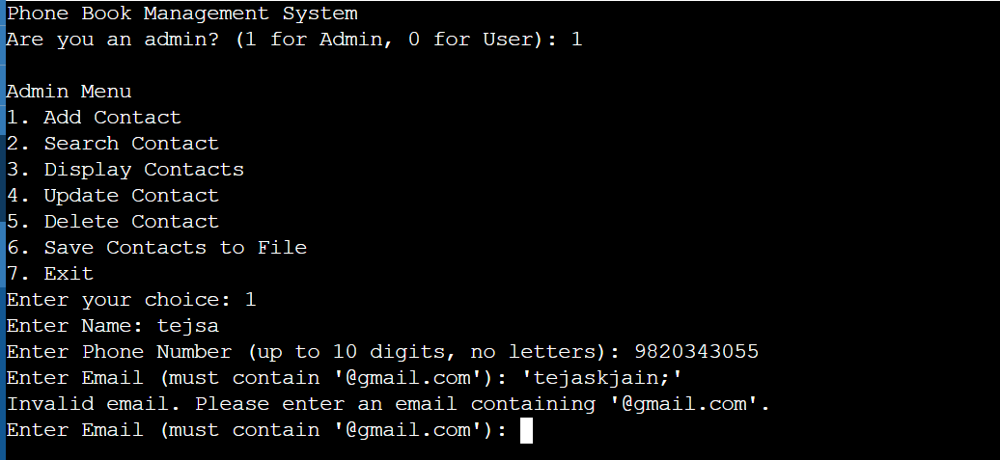 Phone Book Management System
Are you an admin? (1 for Admin, 0 for User): 1
Admin Menu
1. Add Contact
2. Search Contact
3. Display Contacts
4. Update Contact
5. Delete Contact
6. Save Contacts to File
7. Exit
Enter your choice: 1
Enter Name: tejsa
Enter Phone Number (up to 10 digits, no letters): 9820343055
Enter Email (must contain '@gmail.com'): 'tejaskjain;'
Invalid email. Please enter an email containing '@gmail.com'.
Enter Email (must contain '@gmail.com'):